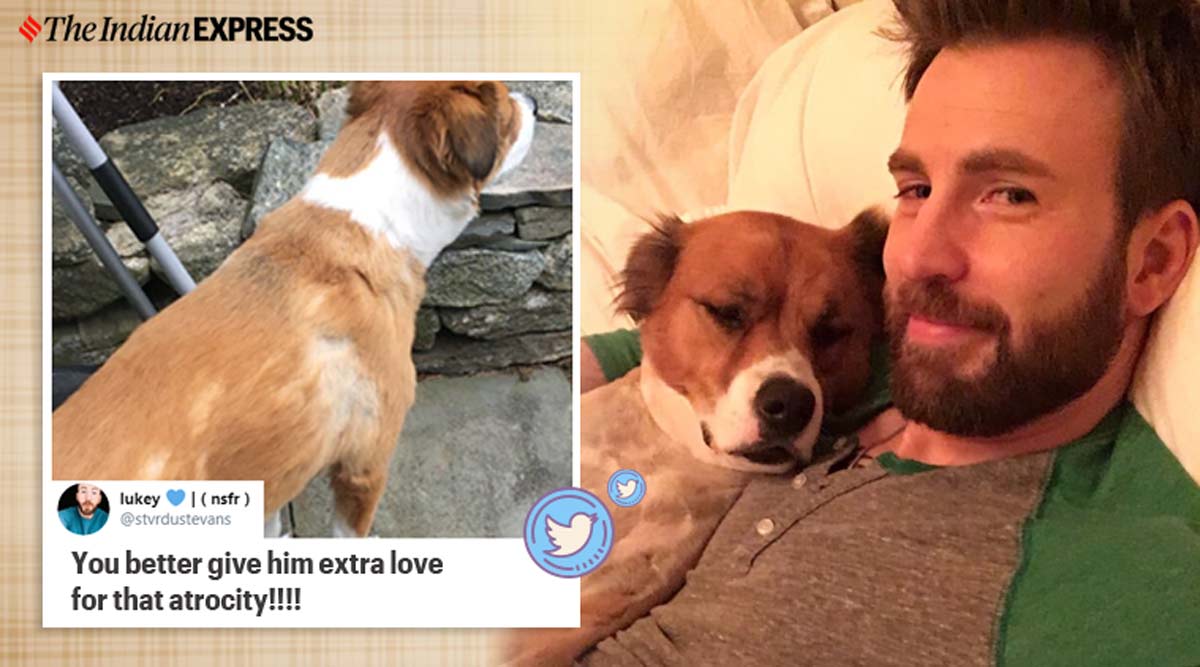 The Indian EXPRESS
lukey 💙 | ( nsfr )
@stvrdustevans
You better give him extra love
for that atrocity!!!!